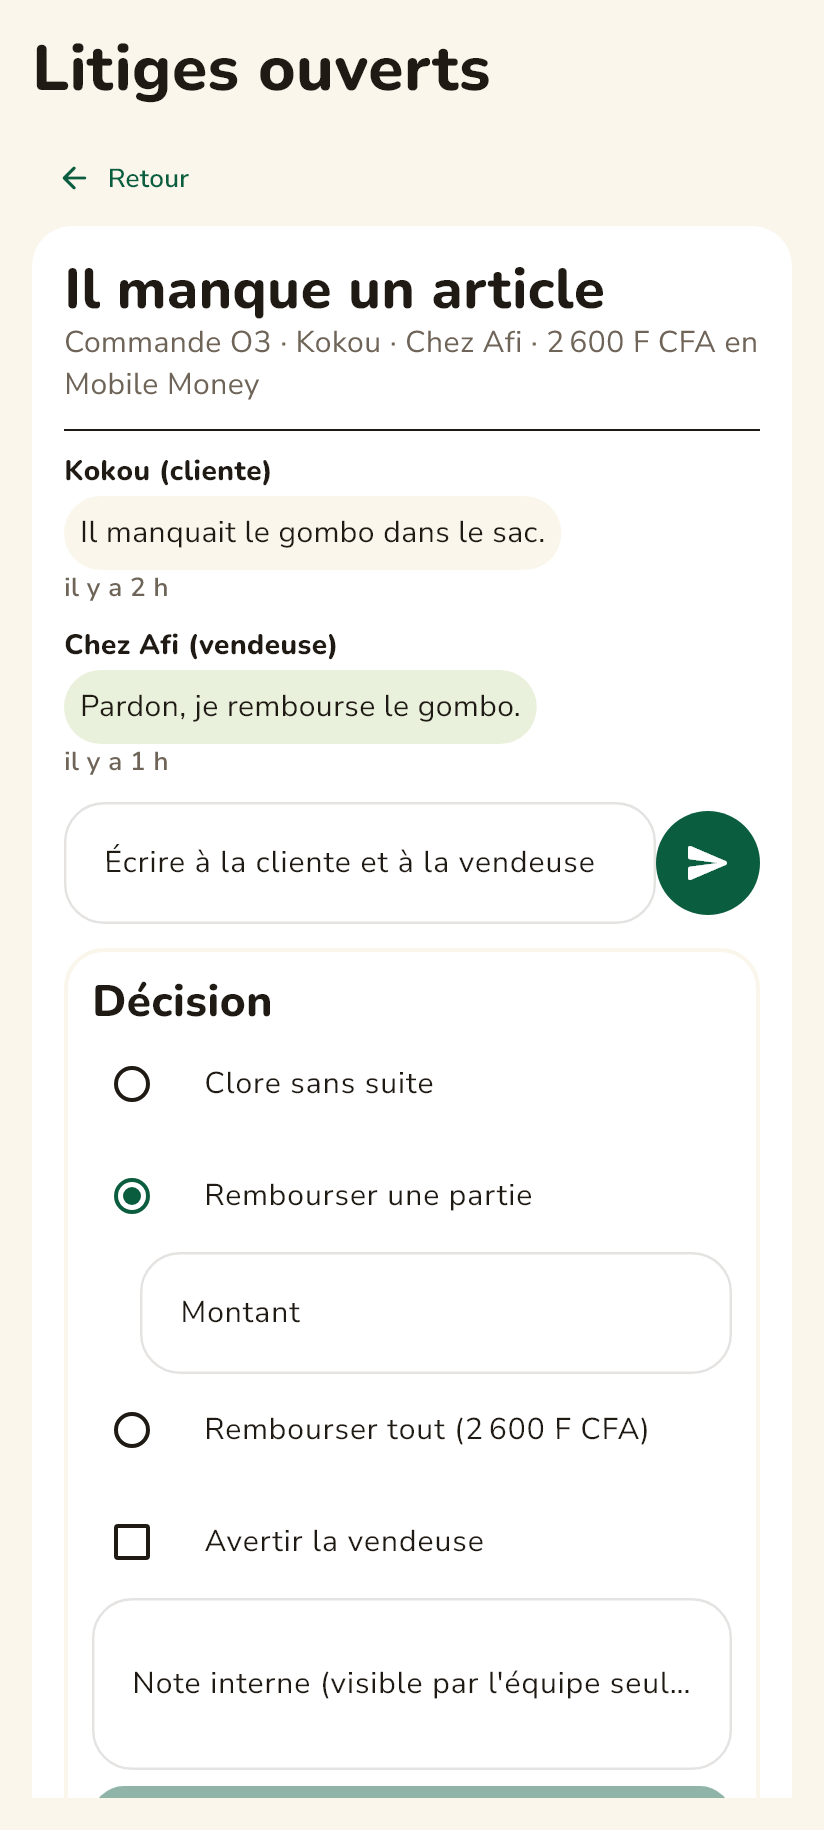 Litiges ouverts
Retour
Il manque un article
Commande O3 · Kokou · Chez Afi · 2 600 F CFA en
Mobile Money
Kokou (cliente)
Il manquait le gombo dans le sac.
il y a 2 h
Chez Afi (vendeuse)
Pardon, je rembourse le gombo.
il y a 1 h
Écrire à la cliente et à la vendeuse
Décision
Clore sans suite
Rembourser une partie
Montant
Rembourser tout (2 600 F CFA)
Avertir la vendeuse
Note interne (visible par l'équipe seul...